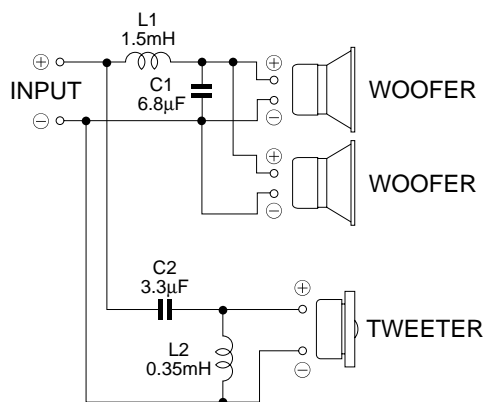 L1
1.5mH
⊕
INPUT
⊖
C1
6.8μF
⊕
⊖
WOOFER
⊕
⊖
WOOFER
C2
3.3μF
L2
0.35mH
⊕
⊖
TWEETER